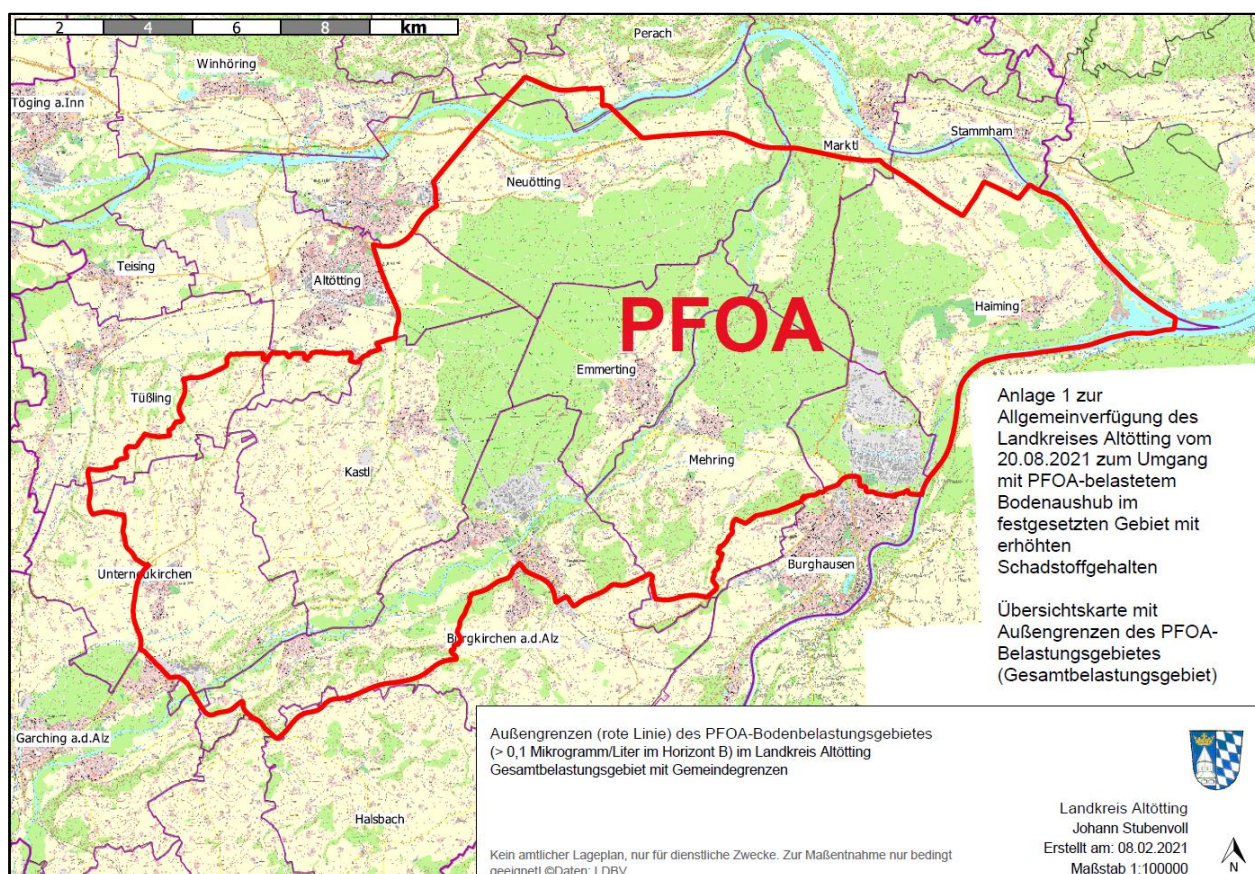 2 4 6 8 km
Perach
Winhöring
Töging a.Inn
Stammham
Marktl
Neuötting
Teising
Altötting
Haiming
PFOA
Emmerting
Tüßling
Kastl
Mehring
Unterneukirchen
Burghausen
Burgkirchen a.d.Alz
Garching a.d.Alz
Halsbach
Anlage 1 zur
Allgemeinverfügung des
Landkreises Altötting vom
20.08.2021 zum Umgang
mit PFOA-belastetem
Bodenaushub im
festgesetzten Gebiet mit
erhöhten
Schadstoffgehalten
Übersichtskarte mit
Außengrenzen des PFOA-
Belastungsgebietes
(Gesamtbelastungsgebiet)
Außengrenzen (rote Linie) des PFOA-Bodenbelastungsgebietes
(> 0,1 Mikrogramm/Liter im Horizont B) im Landkreis Altötting
Gesamtbelastungsgebiet mit Gemeindegrenzen
Landkreis Altötting
Johann Stubenvoll
Erstellt am: 08.02.2021
Maßstab 1:100000
N
Kein amtlicher Lageplan, nur für dienstliche Zwecke. Zur Maßentnahme nur bedingt
geeignet! ©Daten: LDBV